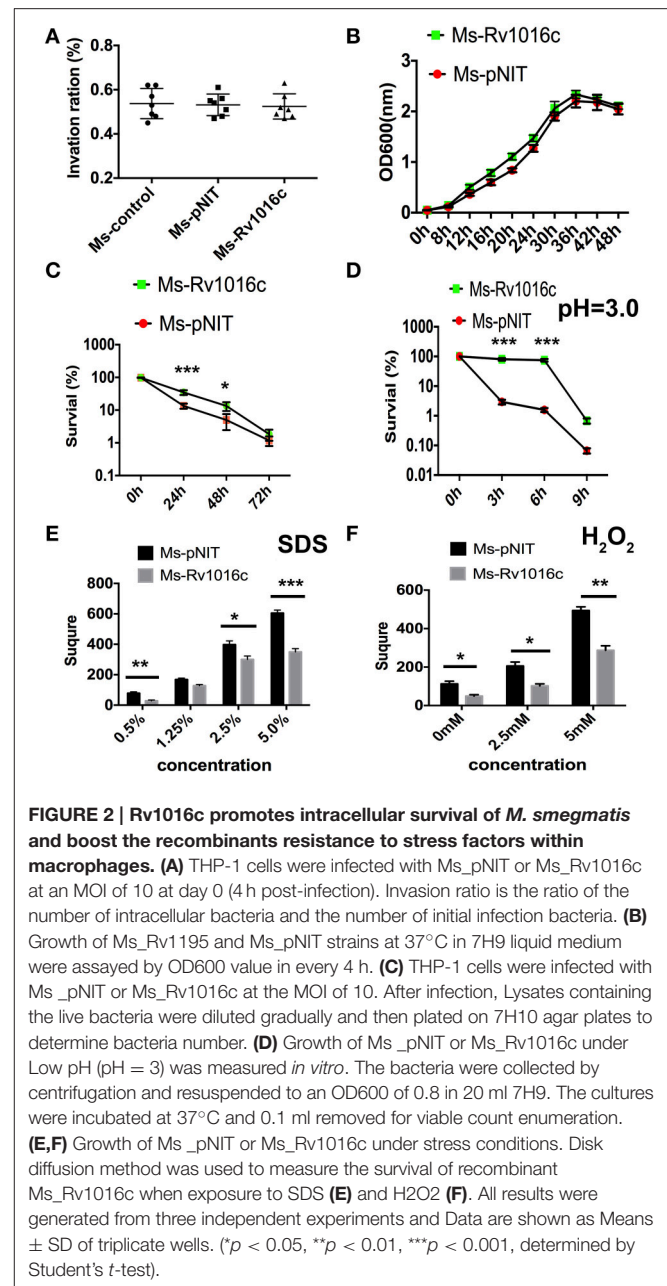 A
Invation ration (%)
0.8
0.6
0.4
0.2
Ms-control
Ms-pNIT
Ms-Rv1016c
B
Ms-Rv1016c
Ms-pNIT
OD600(nm)
3
2
1
0
0h
8h
12h
16h
20h
24h
30h
36h
42h
48h
C
Ms-Rv1016c
Ms-pNIT
Survial (%)
1000
100
10
1
0.1
***
*
0h
24h
48h
72h
D
Ms-Rv1016c
Ms-pNIT
pH=3.0
Survial (%)
1000
100
10
1
0.1
0.01
***
***
0h
3h
6h
9h
E
SDS
Ms-pNIT
Ms-Rv1016c
Suqure
800
600
400
200
0
**
*
***
0.5%
1.25%
2.5%
5.0%
concentration
F
H2O2
Ms-pNIT
Ms-Rv1016c
Suqure
600
400
200
0
*
*
**
0mM
2.5mM
5mM
concentration
FIGURE 2 | Rv1016c promotes intracellular survival of M. smegmatis
and boost the recombinants resistance to stress factors within
macrophages. (A) THP-1 cells were infected with Ms_pNIT or Ms_Rv1016c
at an MOI of 10 at day 0 (4 h post-infection). Invasion ratio is the ratio of the
number of intracellular bacteria and the number of initial infection bacteria. (B)
Growth of Ms_Rv1195 and Ms_pNIT strains at 37°C in 7H9 liquid medium
were assayed by OD600 value in every 4 h. (C) THP-1 cells were infected with
Ms _pNIT or Ms_Rv1016c at the MOI of 10. After infection, Lysates containing
the live bacteria were diluted gradually and then plated on 7H10 agar plates to
determine bacteria number. (D) Growth of Ms _pNIT or Ms_Rv1016c under
Low pH (pH = 3) was measured in vitro. The bacteria were collected by
centrifugation and resuspended to an OD600 of 0.8 in 20 ml 7H9. The cultures
were incubated at 37°C and 0.1 ml removed for viable count enumeration.
(E,F) Growth of Ms _pNIT or Ms_Rv1016c under stress conditions. Disk
diffusion method was used to measure the survival of recombinant
Ms_Rv1016c when exposure to SDS (E) and H2O2 (F). All results were
generated from three independent experiments and Data are shown as Means
± SD of triplicate wells. (*p < 0.05, **p < 0.01, ***p < 0.001, determined by
Student's t-test).